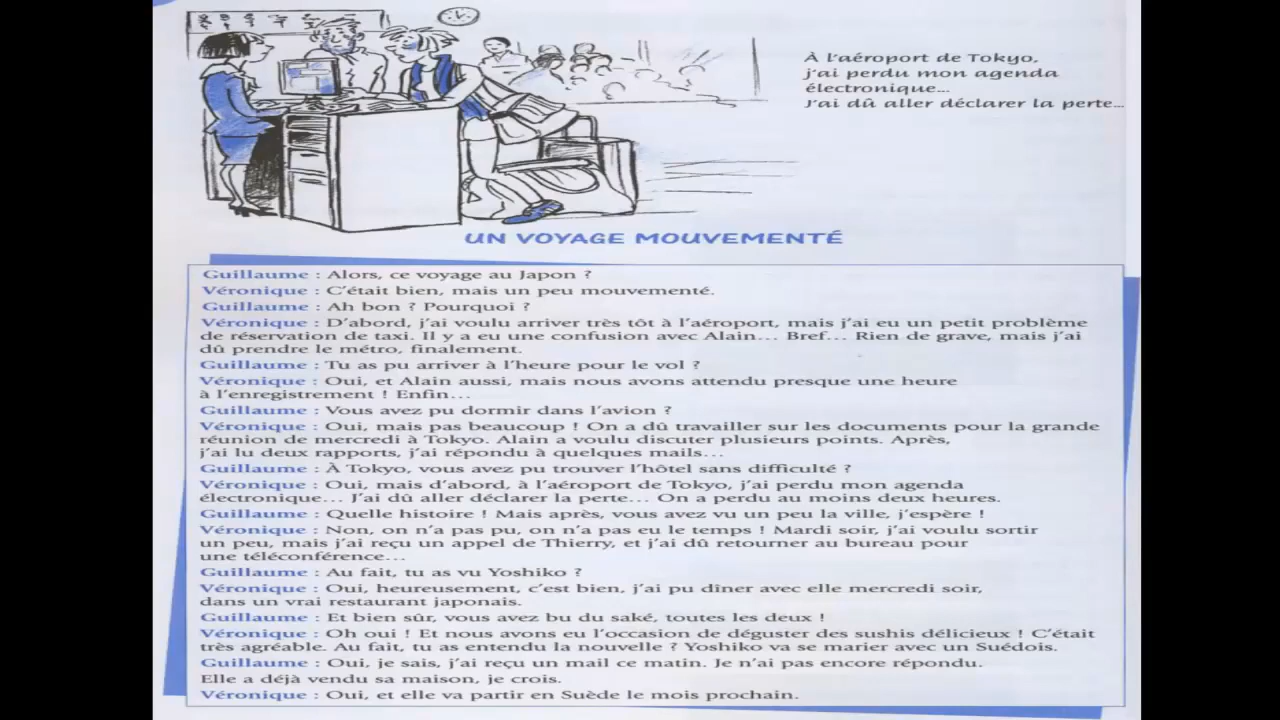 À l'aéroport de Tokyo,
j'ai perdu mon agenda
électronique...
J'ai dû aller déclarer la perte...
UN VOYAGE MOUVEMENTÉ
Guillaume : Alors, ce voyage au Japon ?
Véronique : C'était bien, mais un peu mouvementé.
Guillaume : Ah bon ? Pourquoi ?
Véronique : D'abord, j'ai voulu arriver très tôt à l'aéroport, mais j'ai eu un petit problème
de réservation de taxi. Il y a eu une confusion avec Alain... Bref... Rien de grave, mais j'ai
dû prendre le métro, finalement.
Guillaume : Tu as pu arriver à l'heure pour le vol ?
Véronique : Oui, et Alain aussi, mais nous avons attendu presque une heure
à l'enregistrement ! Enfin...
Guillaume : Vous avez pu dormir dans l'avion ?
Véronique : Oui, mais pas beaucoup ! On a dû travailler sur les documents pour la grande
réunion de mercredi à Tokyo. Alain a voulu discuter plusieurs points. Après,
j'ai lu deux rapports, j'ai répondu à quelques mails...
Guillaume : À Tokyo, vous avez pu trouver l'hôtel sans difficulté ?
Véronique : Oui, mais d'abord, à l'aéroport de Tokyo, j'ai perdu mon agenda
électronique... J'ai dû aller déclarer la perte... On a perdu au moins deux heures.
Guillaume : Quelle histoire ! Mais après, vous avez vu un peu la ville, j'espère !
Véronique : Non, on n'a pas pu, on n'a pas eu le temps ! Mardi soir, j'ai voulu sortir
un peu, mais j'ai reçu un appel de Thierry, et j'ai dû retourner au bureau pour
une téléconférence...
Guillaume : Au fait, tu as vu Yoshiko ?
Véronique : Oui, heureusement, c'est bien, j'ai pu dîner avec elle mercredi soir,
dans un vrai restaurant japonais.
Guillaume : Et bien sûr, vous avez bu du saké, toutes les deux !
Véronique : Oh oui ! Et nous avons eu l'occasion de déguster des sushis délicieux ! C'était
très agréable. Au fait, tu as entendu la nouvelle ? Yoshiko va se marier avec un Suédois.
Guillaume : Oui, je sais, j'ai reçu un mail ce matin. Je n'ai pas encore répondu.
Elle a déjà vendu sa maison, je crois.
Véronique : Oui, et elle va partir en Suède le mois prochain.